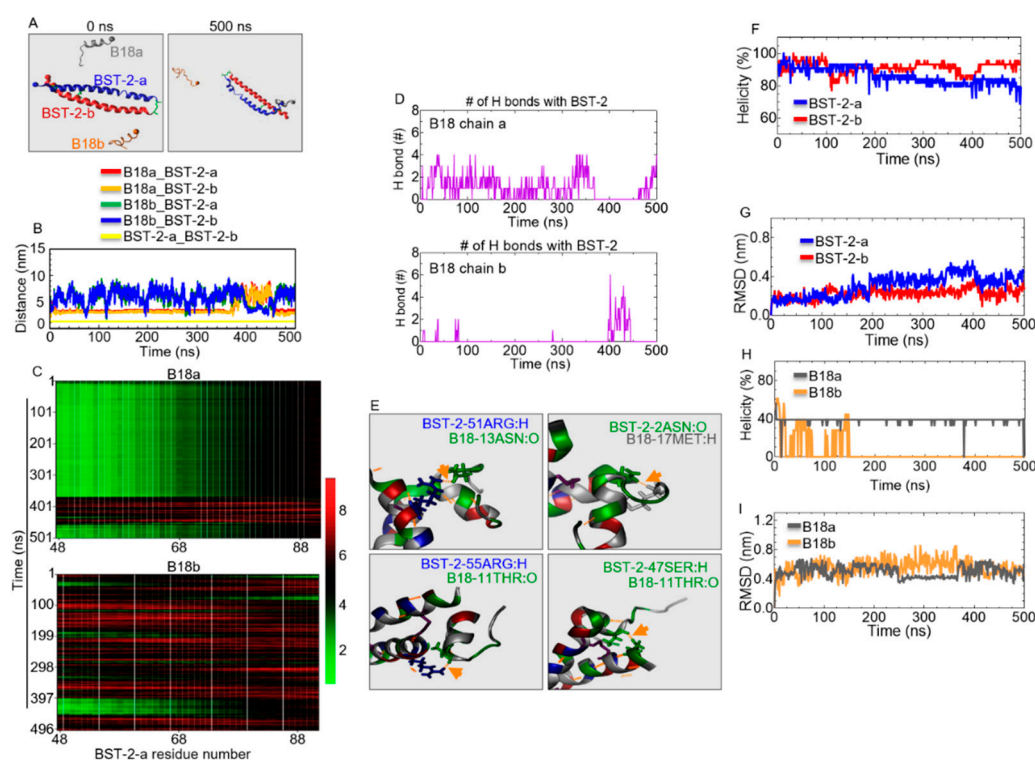 A
0 ns
500 ns
B18a
BST-2-a
BST-2-b
B18b
B18a_BST-2-a
B18a_BST-2-b
B18b_BST-2-a
B18b_BST-2-b
BST-2-a_BST-2-b
B
Distance (nm)
15
10
5
0
0 100 200 300 400 500
Time (ns)
C
B18a
Time (ns)
1
101
201
301
401
501
48 68 88
B18b
1
100
199
298
397
496
48 68 88
BST-2-a residue number
8
6
4
2
D
# of H bonds with BST-2
B18 chain a
H bond (#)
8
6
4
2
0
0 100 200 300 400 500
Time (ns)
# of H bonds with BST-2
B18 chain b
H bond (#)
8
6
4
2
0
0 100 200 300 400 500
Time (ns)
E
BST-2-51ARG:H
B18-13ASN:O
BST-2-2ASN:O
B18-17MET:H
BST-2-55ARG:H
B18-11THR:O
BST-2-47SER:H
B18-11THR:O
F
Helicity (%)
100
80
60
BST-2-a
BST-2-b
0 100 200 300 400 500
Time (ns)
G
RMSD (nm)
0.8
0.4
0
BST-2-a
BST-2-b
0 100 200 300 400 500
Time (ns)
H
Helicity (%)
80
40
0
B18a
B18b
0 100 200 300 400 500
Time (ns)
I
RMSD (nm)
1.2
0.8
0.4
0.0
B18a
B18b
0 100 200 300 400 500
Time (ns)